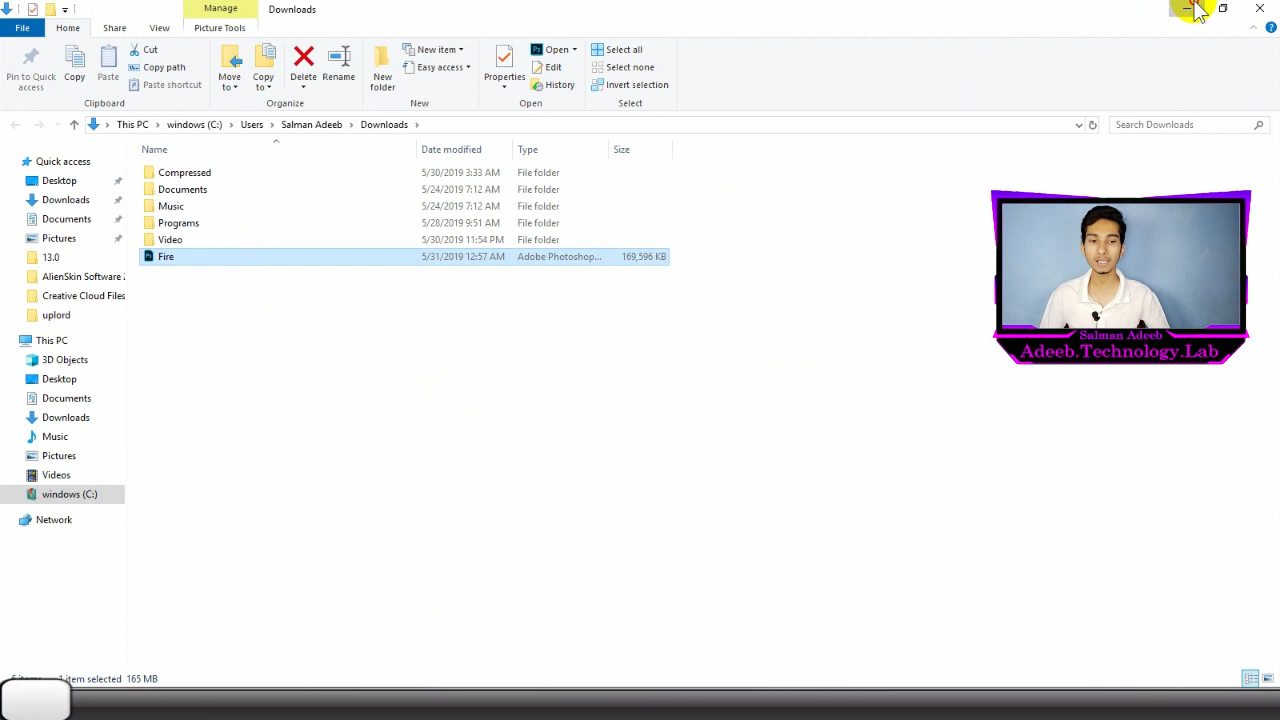 Manage
Downloads
File
Home
Share
View
Picture Tools
Pin to Quick access
Copy
Paste
Cut
Copy path
Paste shortcut
Clipboard
Move to
Copy to
Delete
Rename
Organize
New folder
New item
Easy access
New
Properties
Open
Edit
History
Open
Select all
Select none
Invert selection
Select
This PC
windows (C:)
Users
Salman Adeeb
Downloads
Search Downloads
Name
Date modified
Type
Size
Compressed 5/30/2019 3:33 AM File folder
Documents 5/24/2019 7:12 AM File folder
Music 5/24/2019 7:12 AM File folder
Programs 5/28/2019 9:51 AM File folder
Video 5/30/2019 11:54 PM File folder
Fire 5/31/2019 12:57 AM Adobe Photoshop... 169,596 KB
Quick access
Desktop
Downloads
Documents
Pictures
13.0
AlienSkin Software
Creative Cloud Files
uplord
This PC
3D Objects
Desktop
Documents
Downloads
Music
Pictures
Videos
windows (C:)
Network
Salman Adeeb
Adeeb.Technology.Lab
1 item selected 165 MB